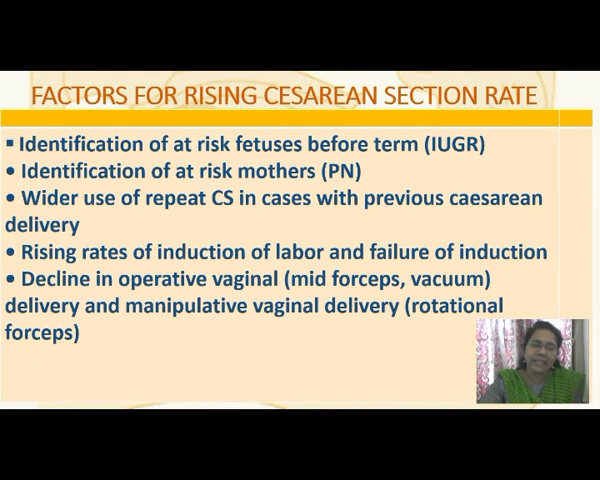 FACTORS FOR RISING CESAREAN SECTION RATE
▪ Identification of at risk fetuses before term (IUGR)
• Identification of at risk mothers (PN)
• Wider use of repeat CS in cases with previous caesarean
delivery
• Rising rates of induction of labor and failure of induction
• Decline in operative vaginal (mid forceps, vacuum)
delivery and manipulative vaginal delivery (rotational
forceps)